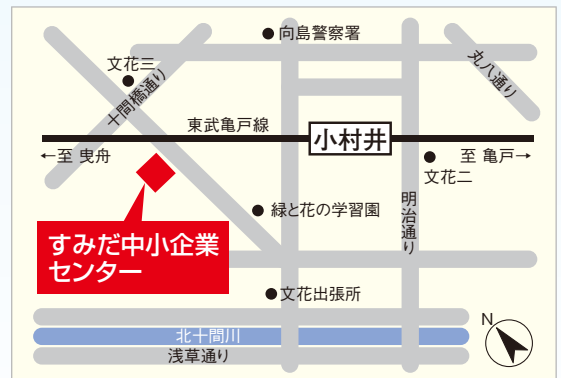 向島警察署
文花三
十間橋通り
丸八通り
東武亀戸線
小村井
←至 曳舟
至 亀戸→
文花二
明治通り
緑と花の学習園
すみだ中小企業
センター
文花出張所
N
北十間川
浅草通り